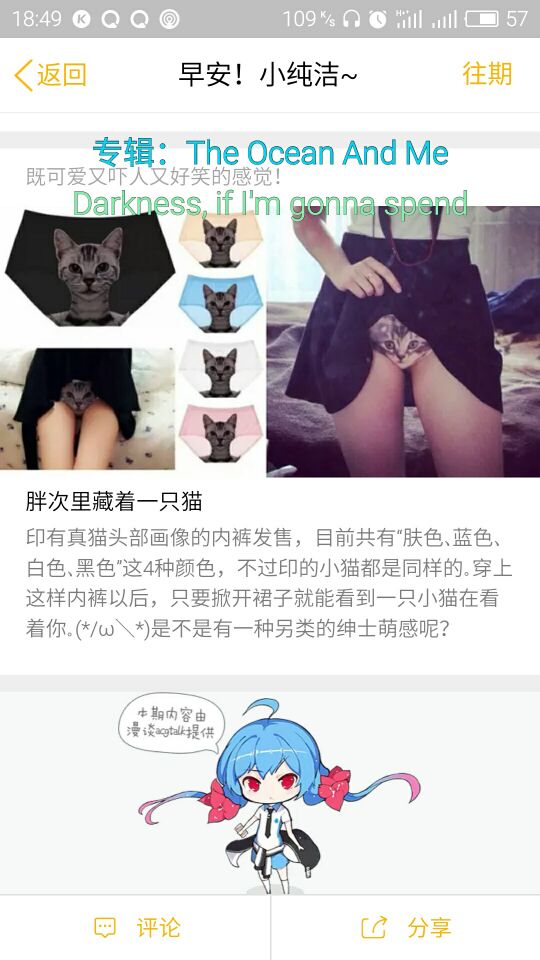 18:49 109 K/s H+ 57
返回 早安！小纯洁~ 往期
专辑：The Ocean And Me
既可爱又吓人又好笑的感觉！
Darkness, if I'm gonna spend
胖次里藏着一只猫
印有真猫头部画像的内裤发售，目前共有“肤色､蓝色､
白色､黑色”这4种颜色，不过印的小猫都是同样的｡穿上
这样内裤以后，只要掀开裙子就能看到一只小猫在看
着你｡(*/ω＼*)是不是有一种另类的绅士萌感呢？
本期内容由
漫谈acgtalk提供
评论 分享